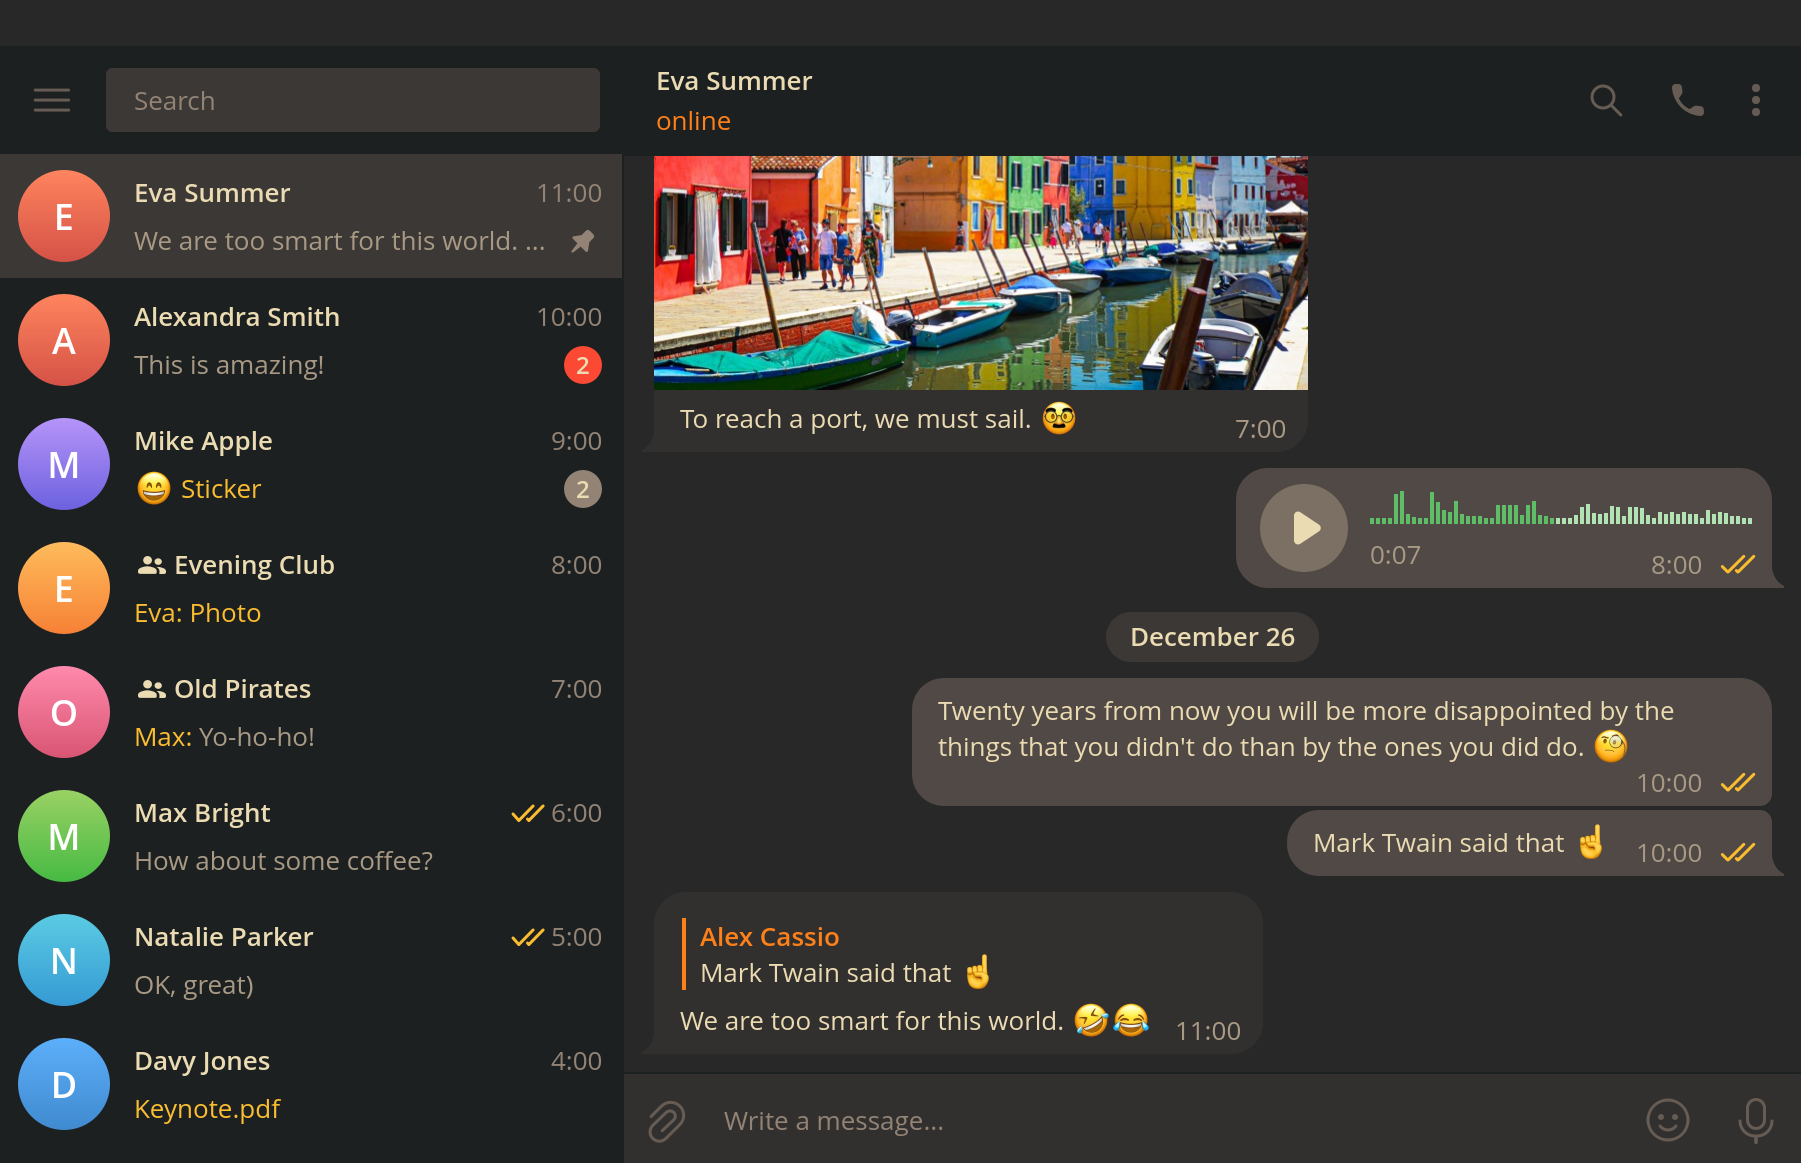 Search
E
Eva Summer
11:00
We are too smart for this world. ...
A
Alexandra Smith
10:00
This is amazing!
2
M
Mike Apple
9:00
😄 Sticker
2
E
Evening Club
8:00
Eva: Photo
O
Old Pirates
7:00
Max: Yo-ho-ho!
M
Max Bright
6:00
How about some coffee?
N
Natalie Parker
5:00
OK, great)
D
Davy Jones
4:00
Keynote.pdf
Eva Summer
online
To reach a port, we must sail. 🥸
7:00
0:07
8:00
December 26
Twenty years from now you will be more disappointed by the
things that you didn't do than by the ones you did do. 🧐
10:00
Mark Twain said that ☝️
10:00
Alex Cassio
Mark Twain said that ☝️
We are too smart for this world. 🤣😂
11:00
Write a message...